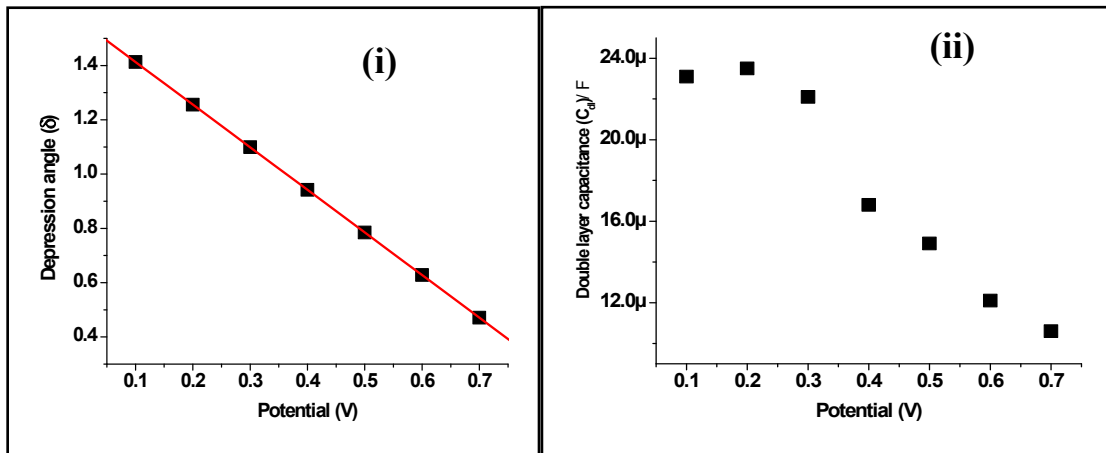 (i)
Depression angle (δ)
1.4
1.2
1.0
0.8
0.6
0.4
0.1 0.2 0.3 0.4 0.5 0.6 0.7
Potential (V)
(ii)
Double layer capacitance (Cdl)/ F
24.0μ
20.0μ
16.0μ
12.0μ
0.1 0.2 0.3 0.4 0.5 0.6 0.7
Potential (V)